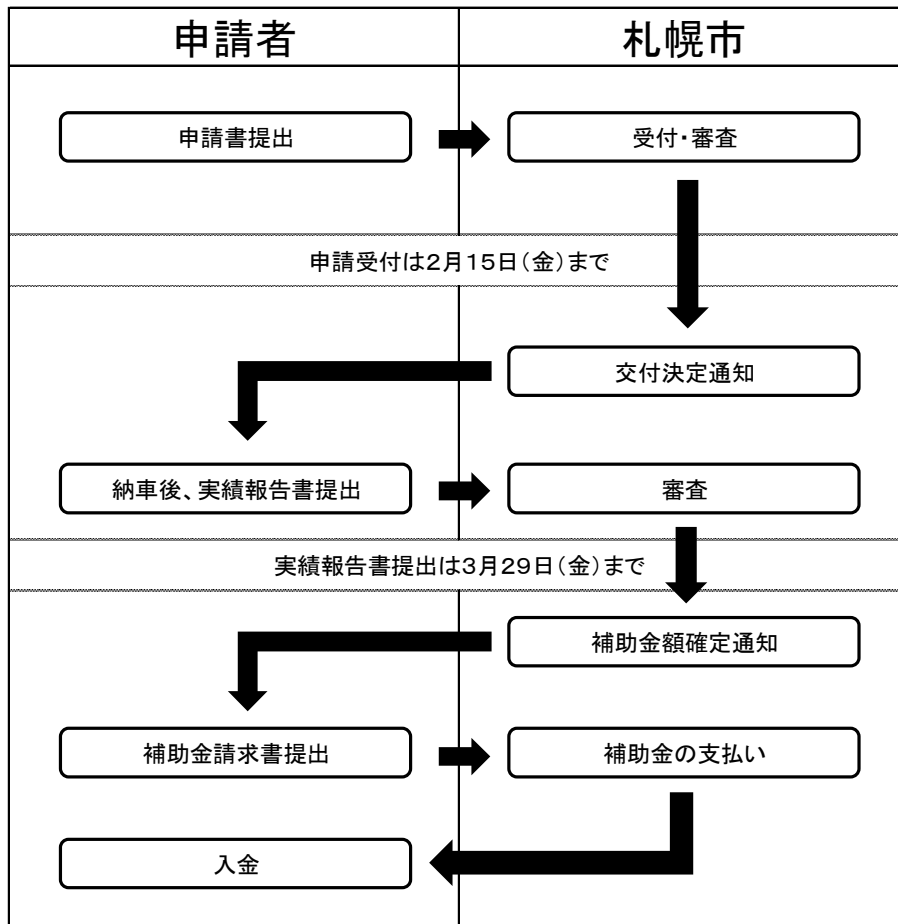 申請者
札幌市
申請書提出
受付・審査
申請受付は2月15日（金）まで
交付決定通知
納車後、実績報告書提出
審査
実績報告書提出は3月29日（金）まで
補助金額確定通知
補助金請求書提出
補助金の支払い
入金